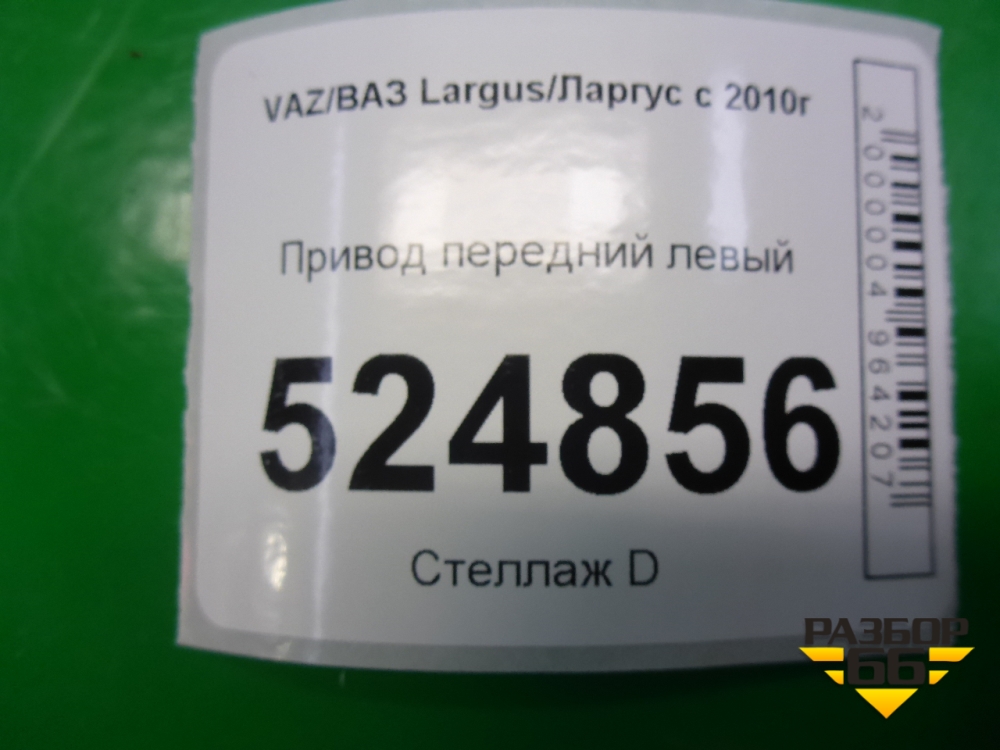 VAZ/ВАЗ Largus/Ларгус с 2010г
Привод передний левый
524856
Стеллаж D
2000004964207
РАЗБОР
66